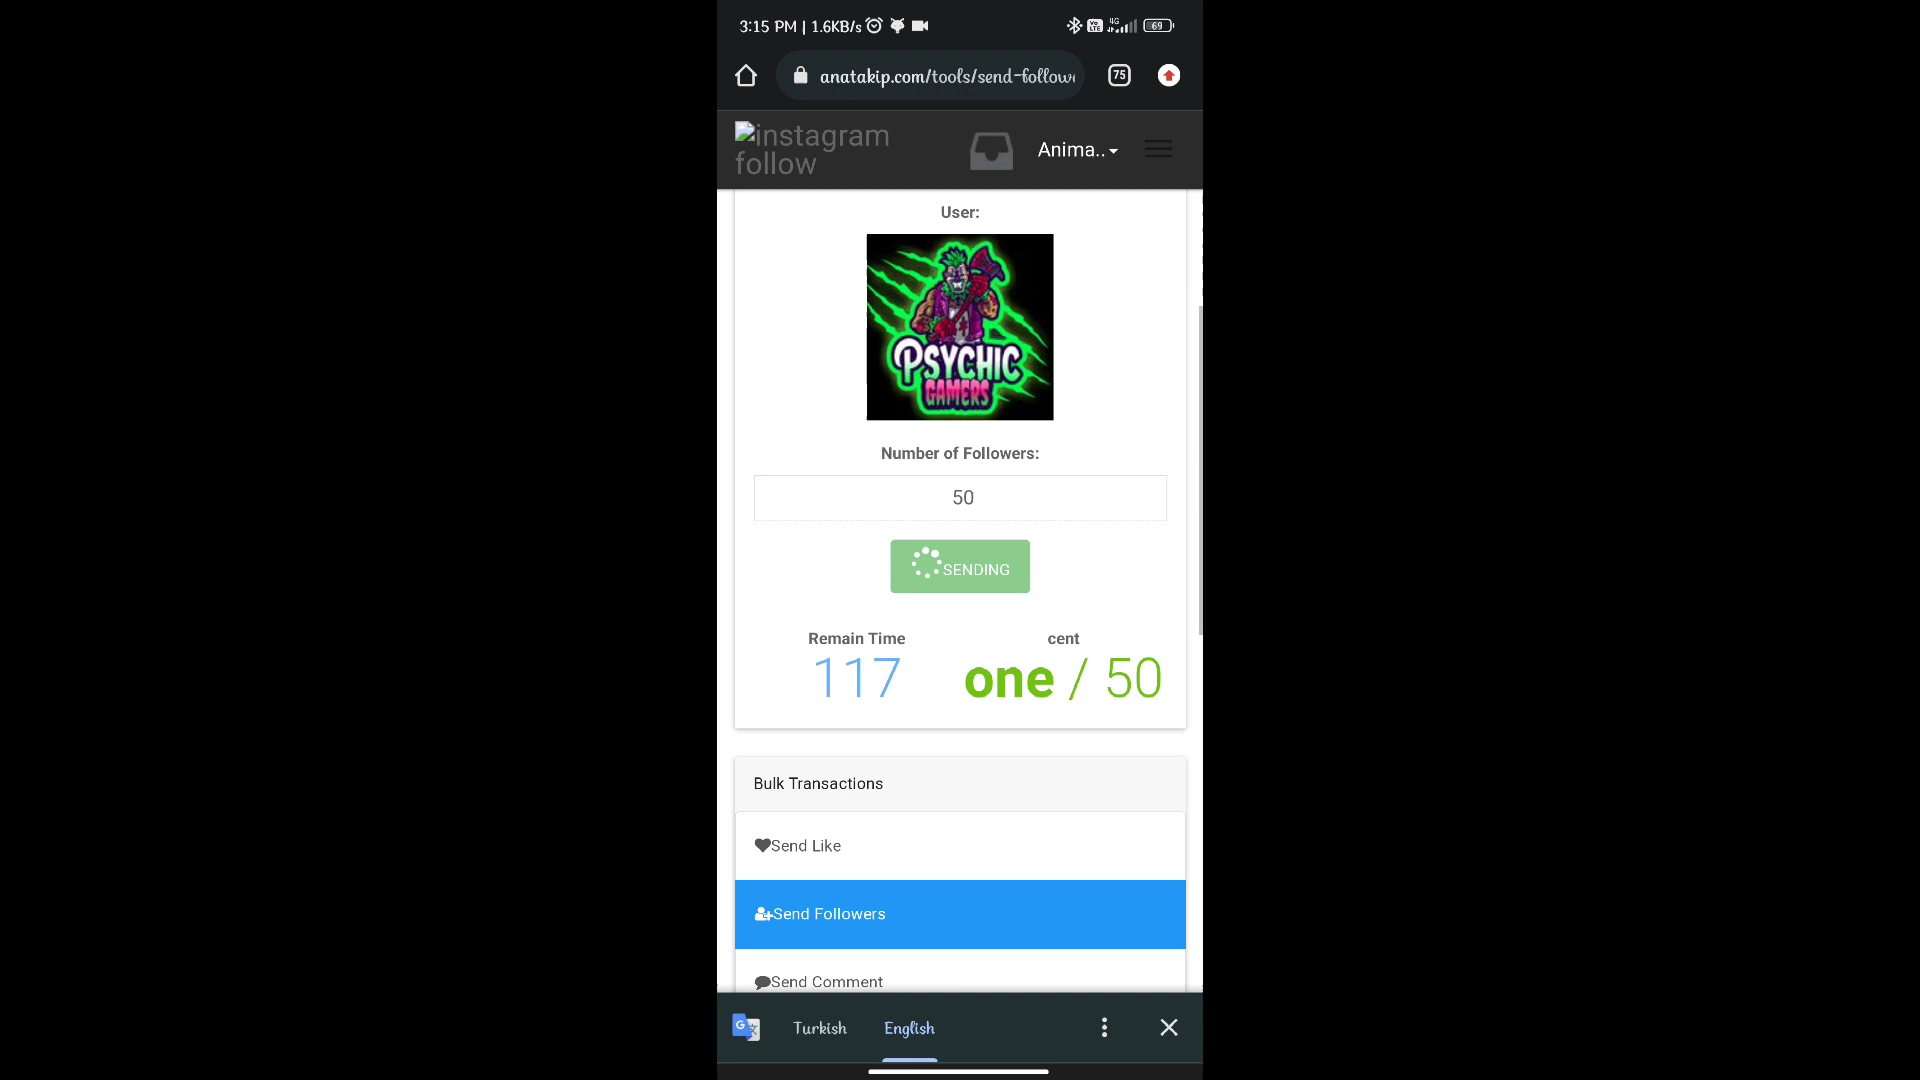 3:15 PM | 1.6KB/s
4G
69
anatakip.com/tools/send-follow
75
instagram
follow
Anima..
User:
PSYCHIC
GAMERS
Number of Followers:
50
SENDING
Remain Time
cent
117
one / 50
Bulk Transactions
Send Like
Send Followers
Send Comment
Turkish
English